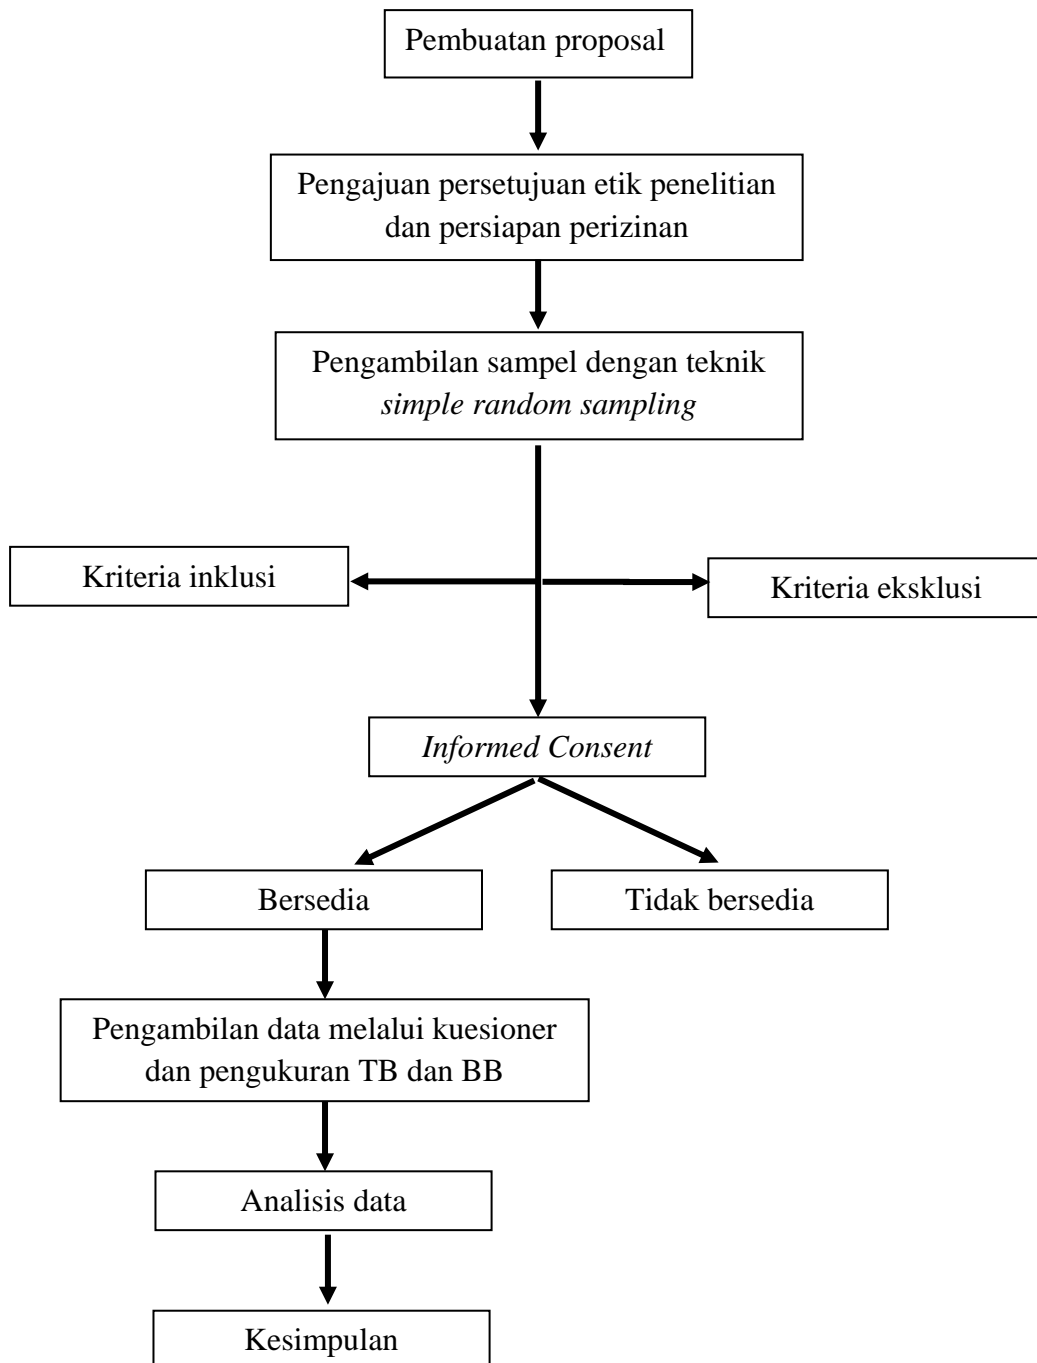 Pembuatan proposal
Pengajuan persetujuan etik penelitian
dan persiapan perizinan
Pengambilan sampel dengan teknik
simple random sampling
Kriteria inklusi
Kriteria eksklusi
Informed Consent
Bersedia
Tidak bersedia
Pengambilan data melalui kuesioner
dan pengukuran TB dan BB
Analisis data
Kesimpulan